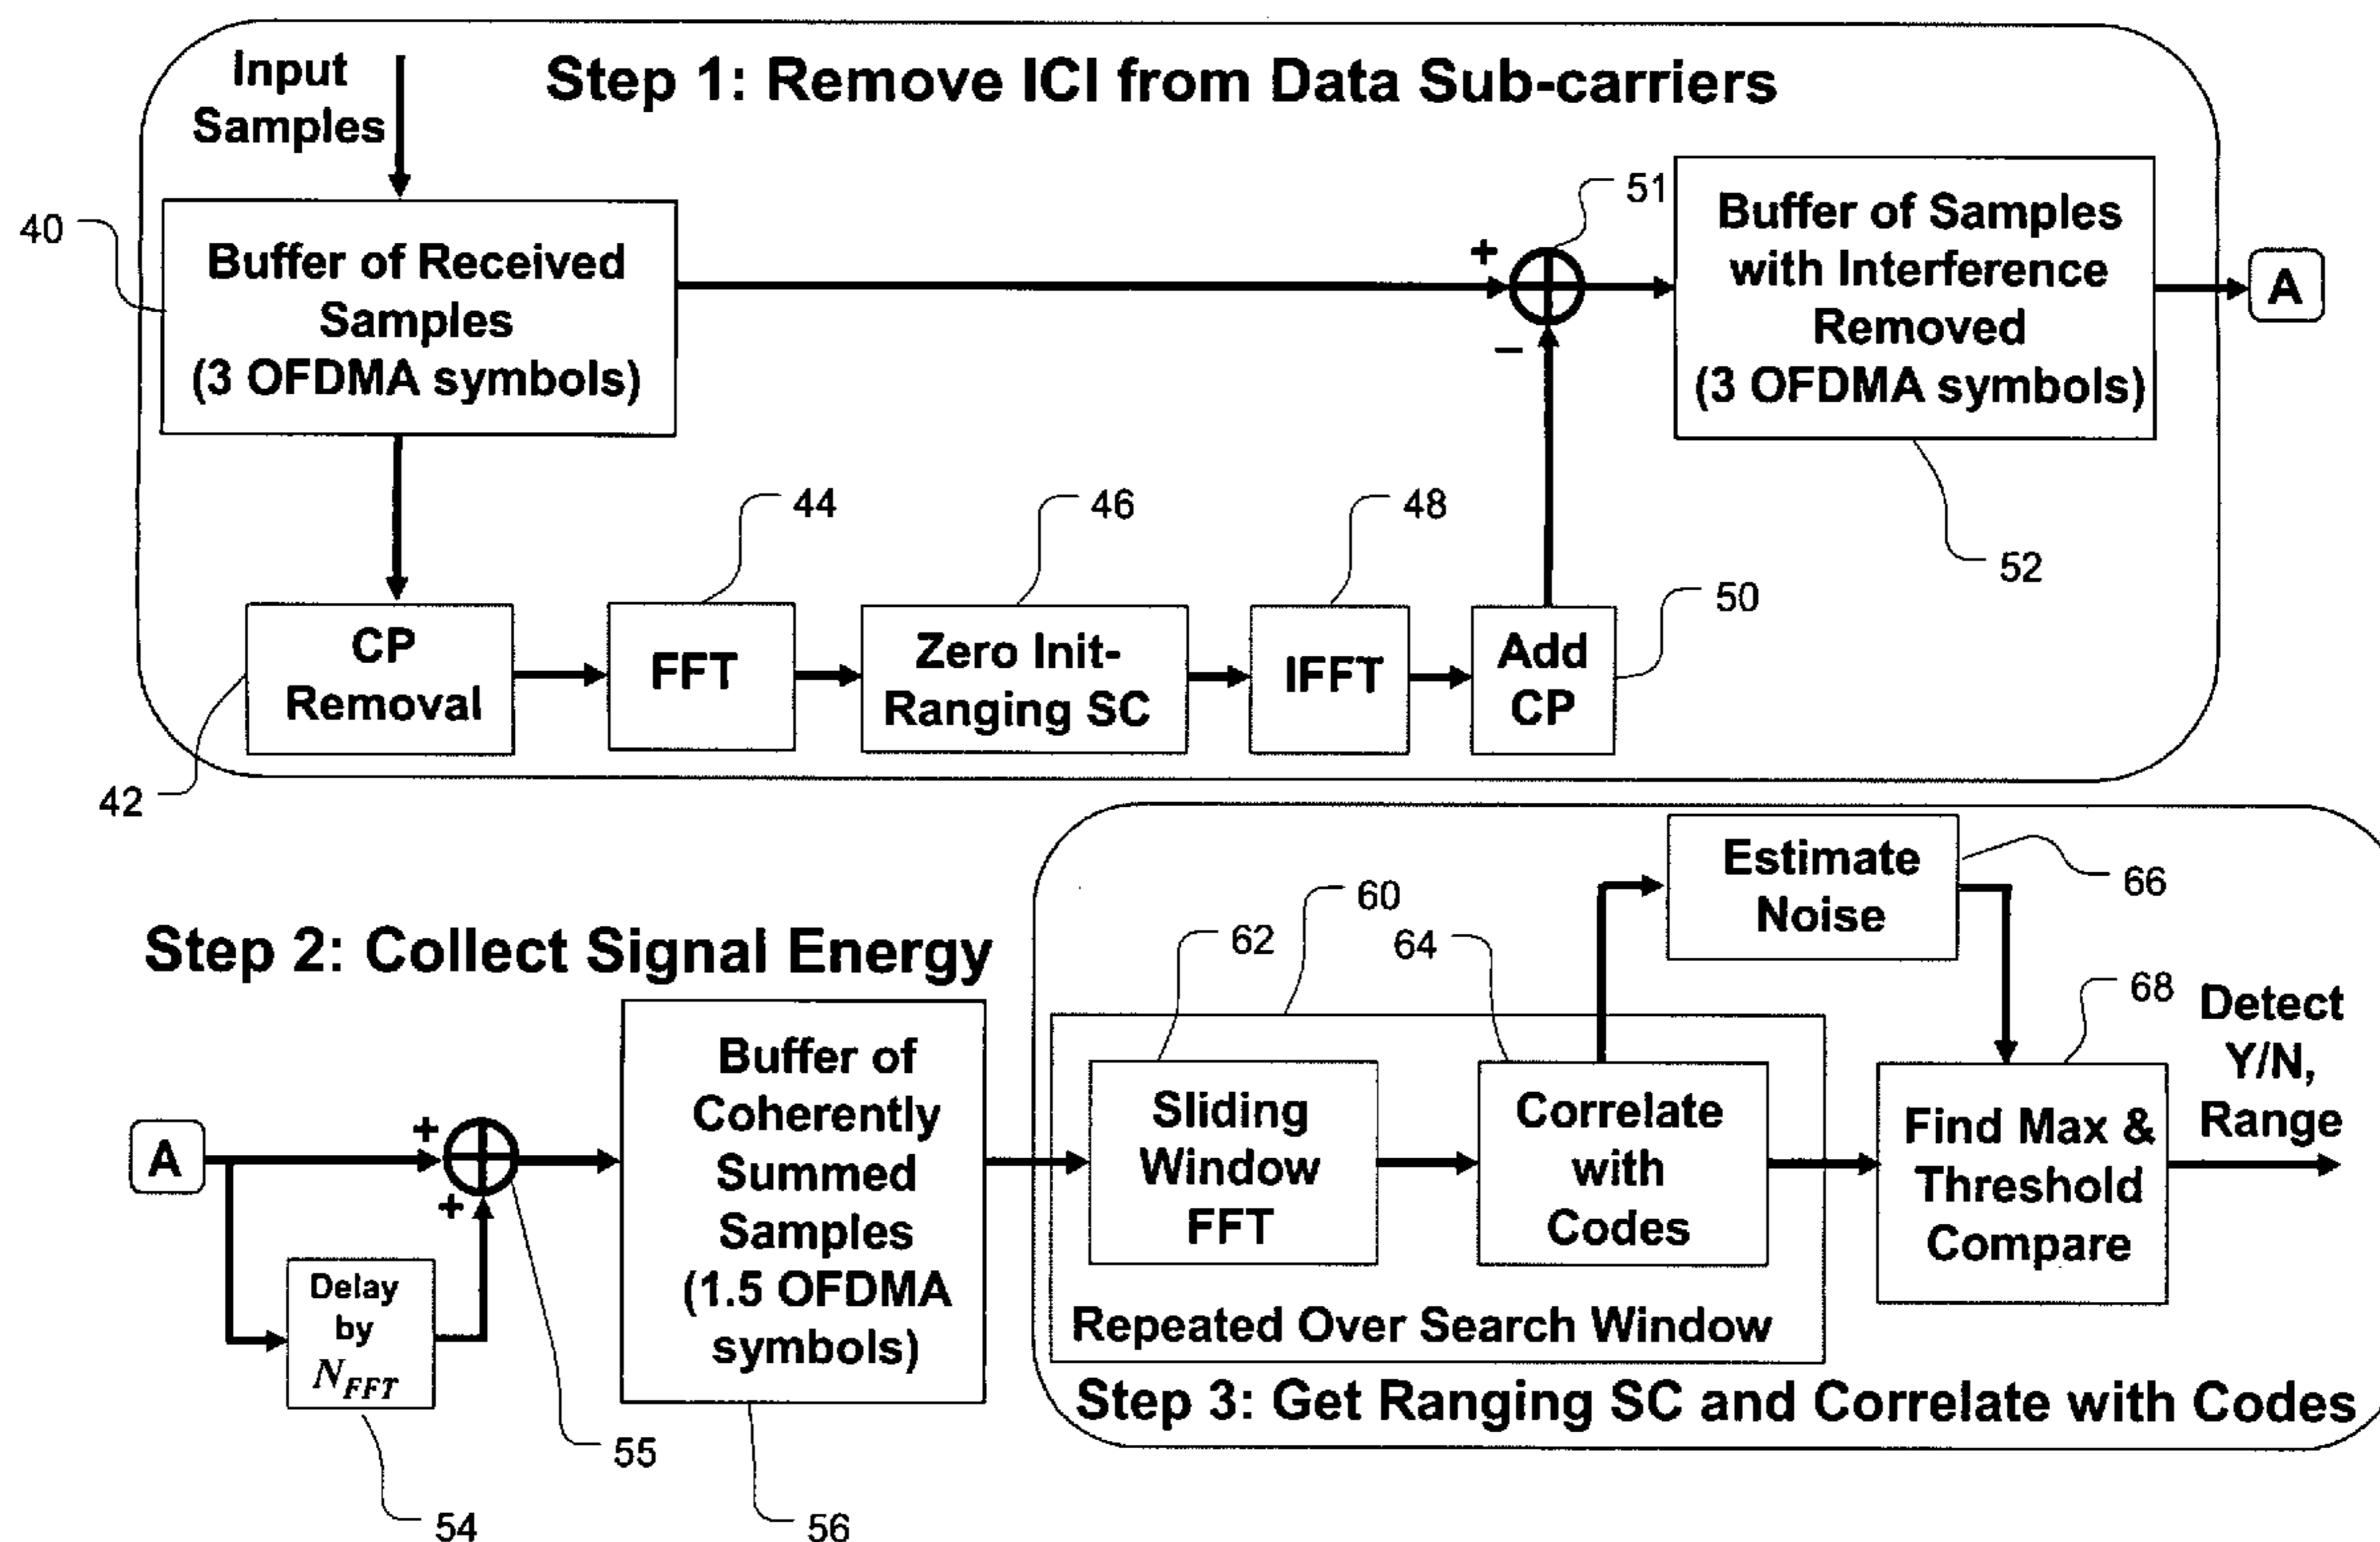 Step 1: Remove ICI from Data Sub-carriers
Input
Samples
40
Buffer of Received
Samples
(3 OFDMA symbols)
+
−
51
Buffer of Samples
with Interference
Removed
(3 OFDMA symbols)
A
52
42
CP
Removal
44
FFT
46
Zero Init-
Ranging SC
48
IFFT
50
Add
CP
Step 2: Collect Signal Energy
A
+
+
55
Delay
by
N_FFT
54
Buffer of
Coherently
Summed
Samples
(1.5 OFDMA
symbols)
56
60
62
Sliding
Window
FFT
64
Correlate
with
Codes
Repeated Over Search Window
Estimate
Noise
66
68
Find Max &
Threshold
Compare
Detect
Y/N,
Range
Step 3: Get Ranging SC and Correlate with Codes